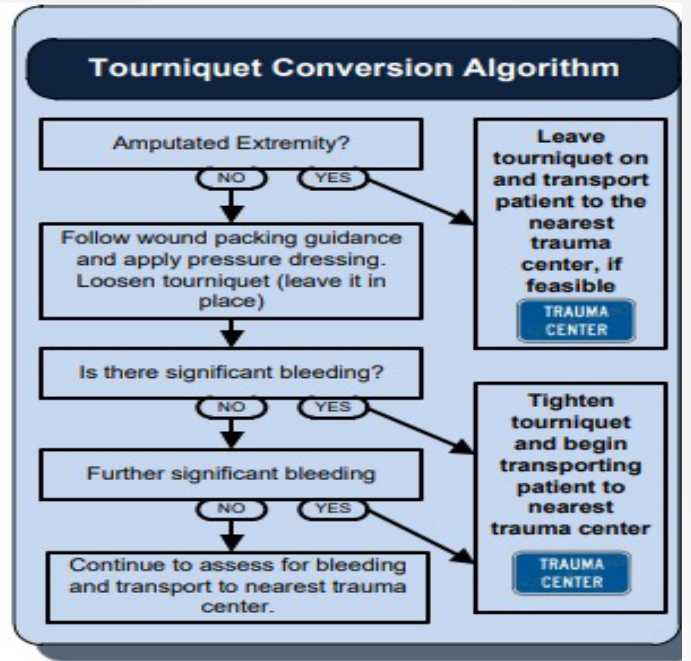 Tourniquet Conversion Algorithm
Amputated Extremity?
NO
YES
Leave
tourniquet on
and transport
patient to the
nearest
trauma
center, if
feasible
TRAUMA
CENTER
Follow wound packing guidance
and apply pressure dressing.
Loosen tourniquet (leave it in
place)
Is there significant bleeding?
NO
YES
Tighten
tourniquet
and begin
transporting
patient to
nearest
trauma center
TRAUMA
CENTER
Further significant bleeding
NO
YES
Continue to assess for bleeding
and transport to nearest trauma
center.